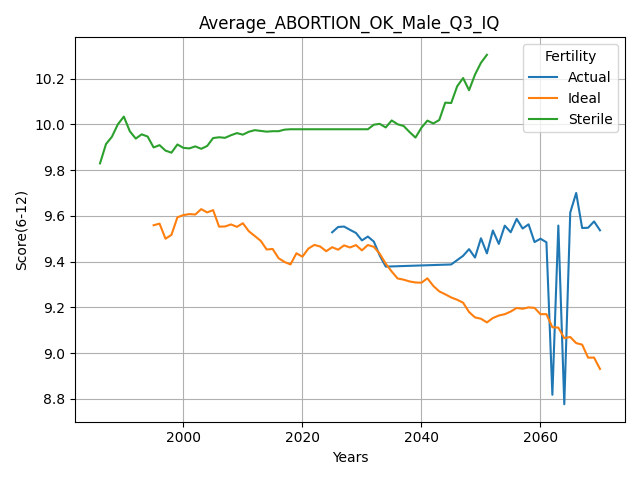 Average_ABORTION_OK_Male_Q3_IQ
Fertility
Actual
Ideal
Sterile
10.2
10.0
9.8
9.6
9.4
9.2
9.0
8.8
Score(6-12)
2000 2020 2040 2060
Years